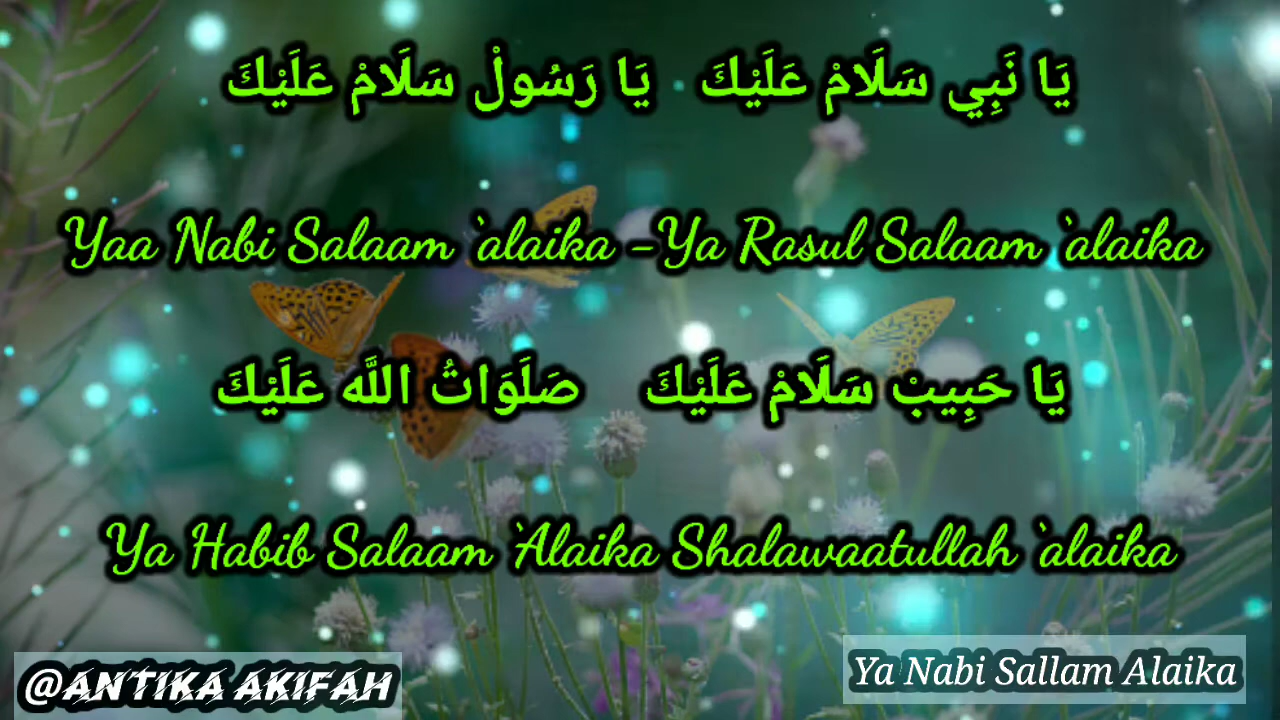 يَا نَبِي سَلَامْ عَلَيْكَ يَا رَسُولْ سَلَامْ عَلَيْكَ
Yaa Nabi Salaam `alaika -Ya Rasul Salaam `alaika
يَا حَبِيبْ سَلَامْ عَلَيْكَ صَلَوَاتُ اللَّه عَلَيْكَ
Ya Habib Salaam `Alaika Shalawaatullah `alaika
@ANTIKA AKIFAH
Ya Nabi Sallam Alaika